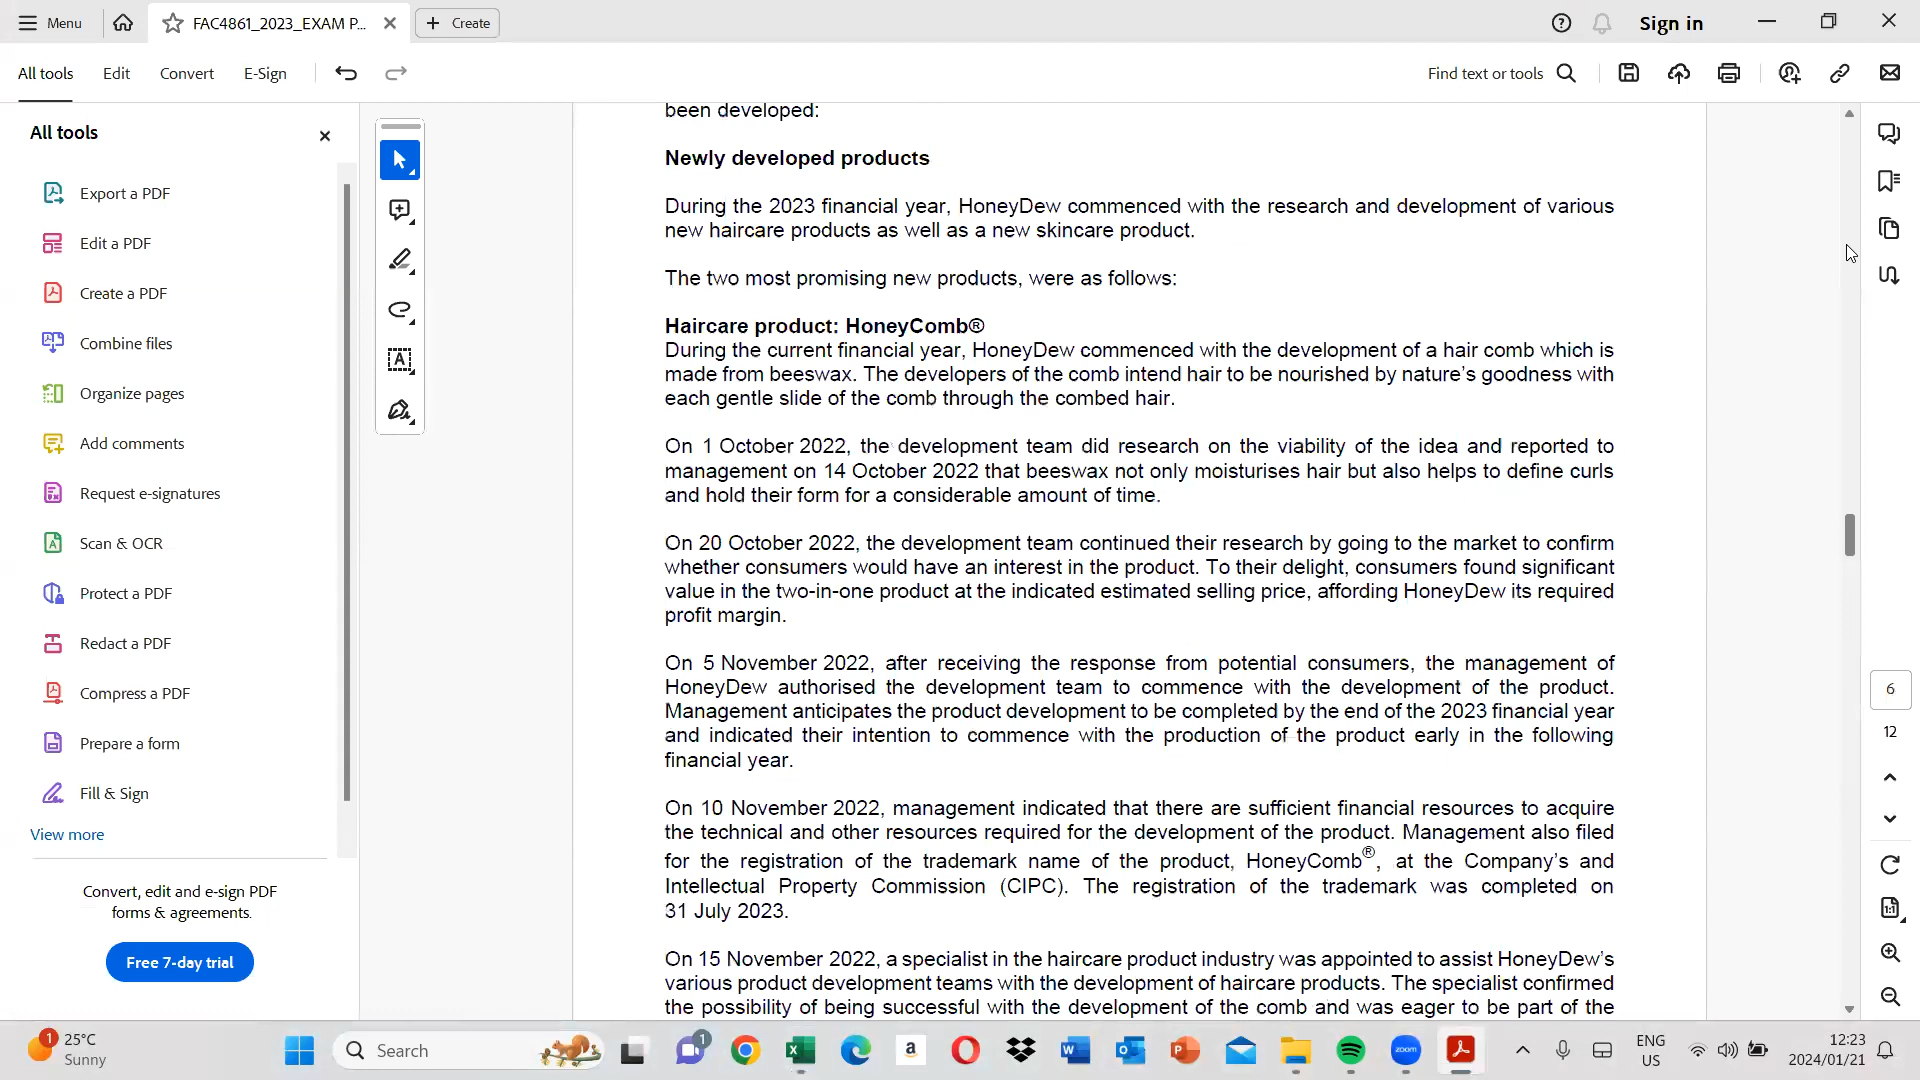 Menu
FAC4861_2023_EXAM P...
Create
Sign in
All tools
Edit
Convert
E-Sign
Find text or tools
All tools
Export a PDF
Edit a PDF
Create a PDF
Combine files
Organize pages
Add comments
Request e-signatures
Scan & OCR
Protect a PDF
Redact a PDF
Compress a PDF
Prepare a form
Fill & Sign
View more
Convert, edit and e-sign PDF
forms & agreements.
Free 7-day trial
been developed:
Newly developed products
During the 2023 financial year, HoneyDew commenced with the research and development of various
new haircare products as well as a new skincare product.
The two most promising new products, were as follows:
Haircare product: HoneyComb®
During the current financial year, HoneyDew commenced with the development of a hair comb which is
made from beeswax. The developers of the comb intend hair to be nourished by nature's goodness with
each gentle slide of the comb through the combed hair.
On 1 October 2022, the development team did research on the viability of the idea and reported to
management on 14 October 2022 that beeswax not only moisturises hair but also helps to define curls
and hold their form for a considerable amount of time.
On 20 October 2022, the development team continued their research by going to the market to confirm
whether consumers would have an interest in the product. To their delight, consumers found significant
value in the two-in-one product at the indicated estimated selling price, affording HoneyDew its required
profit margin.
On 5 November 2022, after receiving the response from potential consumers, the management of
HoneyDew authorised the development team to commence with the development of the product.
Management anticipates the product development to be completed by the end of the 2023 financial year
and indicated their intention to commence with the production of the product early in the following
financial year.
On 10 November 2022, management indicated that there are sufficient financial resources to acquire
the technical and other resources required for the development of the product. Management also filed
for the registration of the trademark name of the product, HoneyComb®, at the Company's and
Intellectual Property Commission (CIPC). The registration of the trademark was completed on
31 July 2023.
On 15 November 2022, a specialist in the haircare product industry was appointed to assist HoneyDew's
various product development teams with the development of haircare products. The specialist confirmed
the possibility of being successful with the development of the comb and was eager to be part of the
6
12
1
25°C
Sunny
Search
1
a
zoom
ENG
US
12:23
2024/01/21